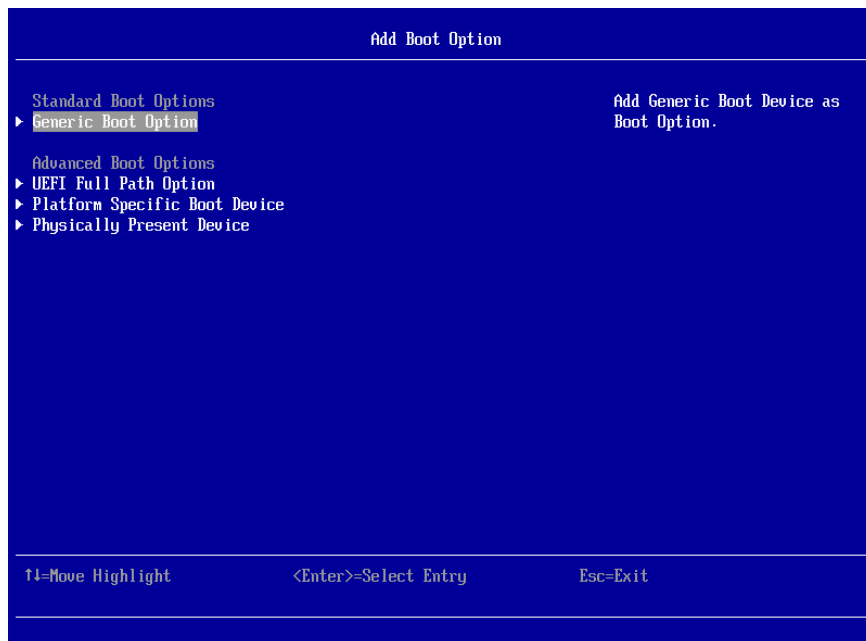 Add Boot Option
Standard Boot Options
Generic Boot Option
Advanced Boot Options
UEFI Full Path Option
Platform Specific Boot Device
Physically Present Device
Add Generic Boot Device as
Boot Option.
↑↓=Move Highlight <Enter>=Select Entry Esc=Exit